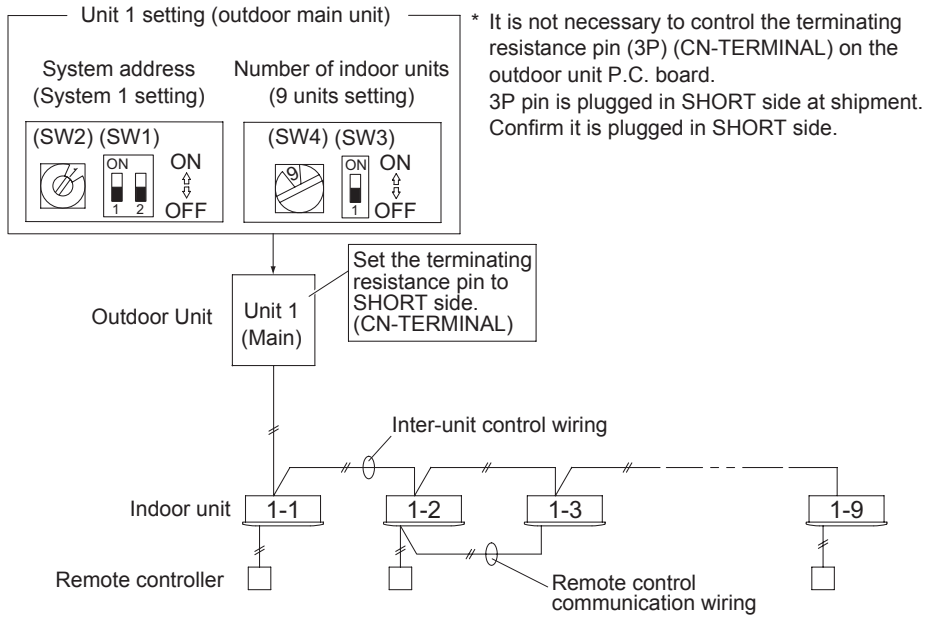 Unit 1 setting (outdoor main unit)
* It is not necessary to control the terminating
resistance pin (3P) (CN-TERMINAL) on the
outdoor unit P.C. board.
3P pin is plugged in SHORT side at shipment.
Confirm it is plugged in SHORT side.
System address
(System 1 setting)
(SW2) (SW1)
1
ON
1 2
ON
OFF
Number of indoor units
(9 units setting)
(SW4) (SW3)
9
ON
1
ON
OFF
Set the terminating
resistance pin to
SHORT side.
(CN-TERMINAL)
Outdoor Unit
Unit 1
(Main)
Inter-unit control wiring
Indoor unit
1-1
1-2
1-3
1-9
Remote controller
Remote control
communication wiring